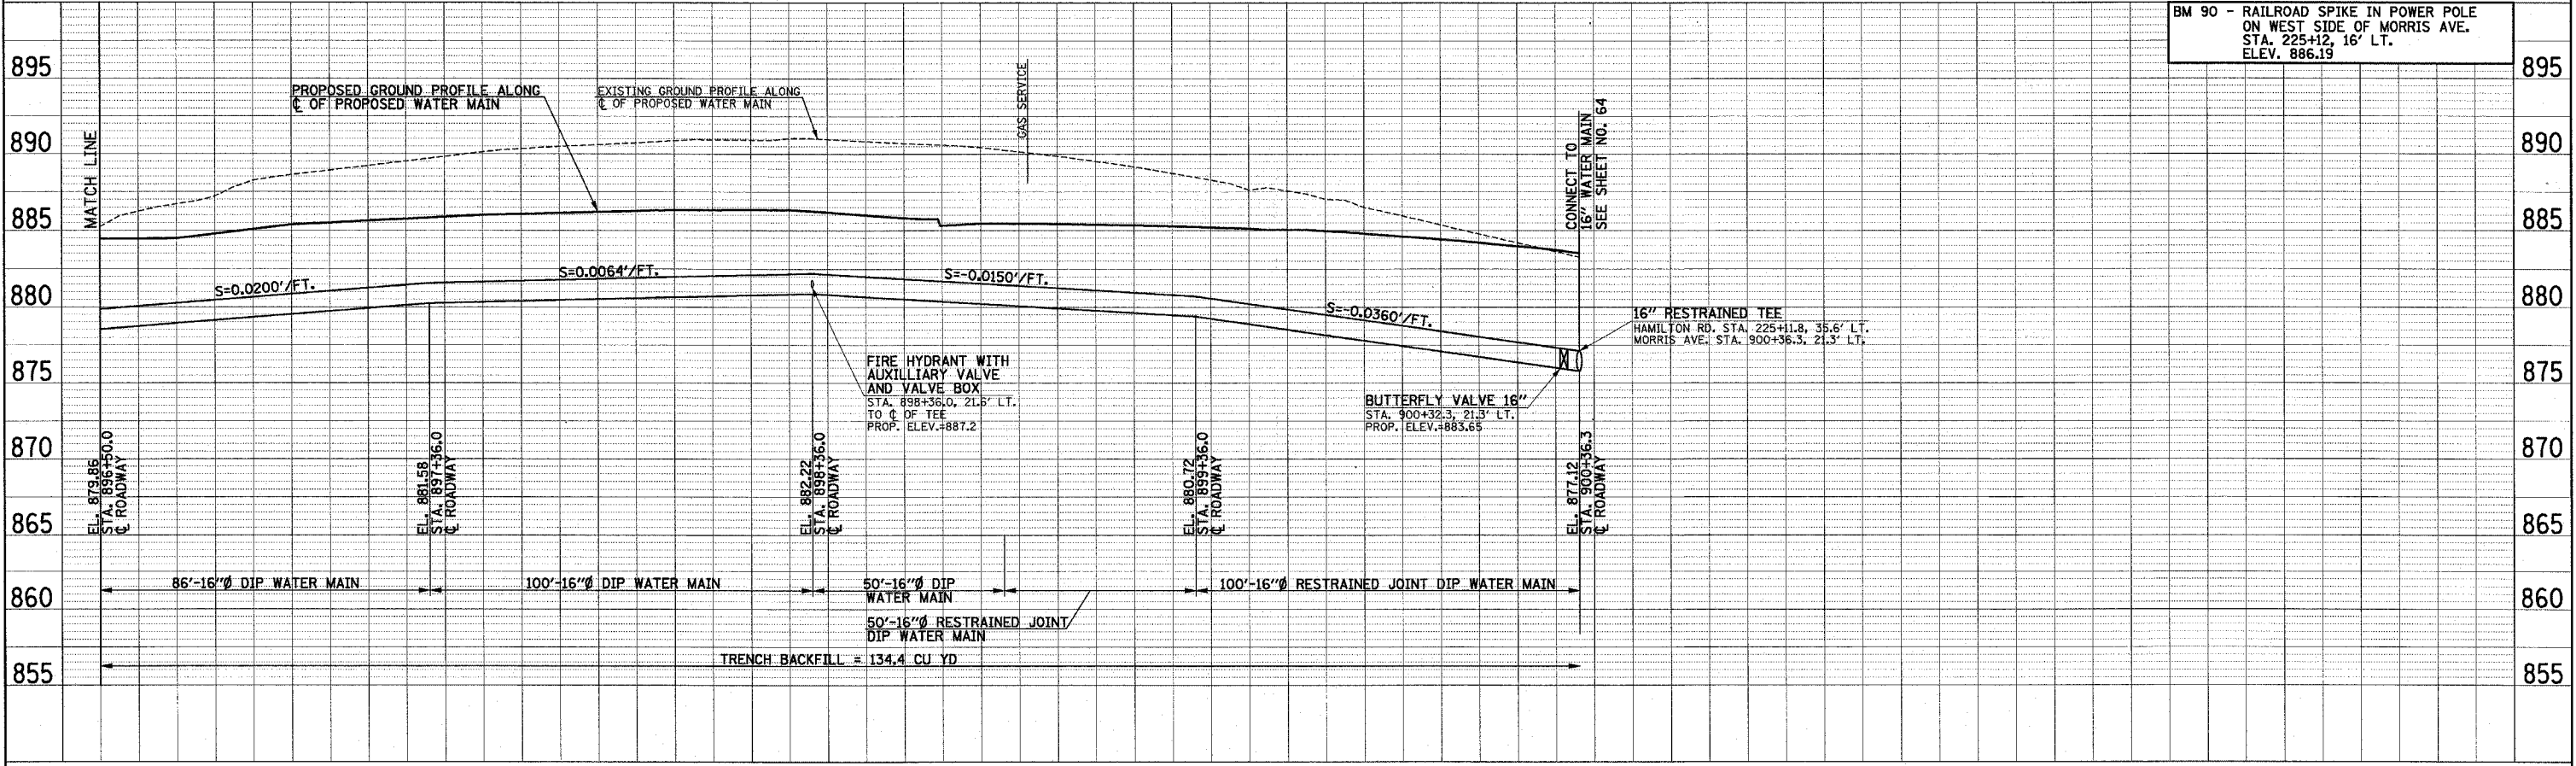 BM 90 - RAILROAD SPIKE IN POWER POLE
ON WEST SIDE OF MORRIS AVE.
STA. 225+12, 16' LT.
ELEV. 886.19
895
895
PROPOSED GROUND PROFILE ALONG
℄ OF PROPOSED WATER MAIN
EXISTING GROUND PROFILE ALONG
℄ OF PROPOSED WATER MAIN
GAS SERVICE
MATCH LINE
CONNECT TO
16" WATER MAIN
SEE SHEET NO. 64
890
890
885
885
S=0.0200'/FT.
S=0.0064'/FT.
S=-0.0150'/FT.
S=-0.0360'/FT.
880
880
16" RESTRAINED TEE
HAMILTON RD. STA. 225+11.8, 35.6' LT.
MORRIS AVE. STA. 900+36.3, 21.3' LT.
FIRE HYDRANT WITH
AUXILLIARY VALVE
AND VALVE BOX
STA. 898+36.0, 21.6' LT.
TO ℄ OF TEE
PROP. ELEV.=887.2
875
875
BUTTERFLY VALVE 16"
STA. 900+32.3, 21.3' LT.
PROP. ELEV.=883.65
870
870
EL. 879.86
STA. 896+50.0
℄ ROADWAY
EL. 881.58
STA. 897+36.0
℄ ROADWAY
EL. 882.22
STA. 898+36.0
℄ ROADWAY
EL. 880.72
STA. 899+36.0
℄ ROADWAY
EL. 877.12
STA. 900+36.3
℄ ROADWAY
865
865
86'-16"Ø DIP WATER MAIN
100'-16"Ø DIP WATER MAIN
50'-16"Ø DIP
WATER MAIN
100'-16"Ø RESTRAINED JOINT DIP WATER MAIN
860
860
50'-16"Ø RESTRAINED JOINT
DIP WATER MAIN
TRENCH BACKFILL = 134.4 CU YD
855
855